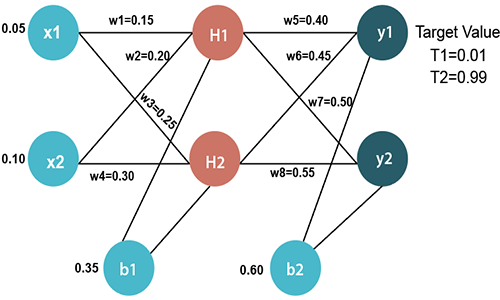 0.05 x1 w1=0.15 H1 w5=0.40 y1 Target Value
T1=0.01
T2=0.99
w2=0.20 w6=0.45
w3=0.25 w7=0.50
0.10 x2 w4=0.30 H2 w8=0.55 y2
0.35 b1 0.60 b2